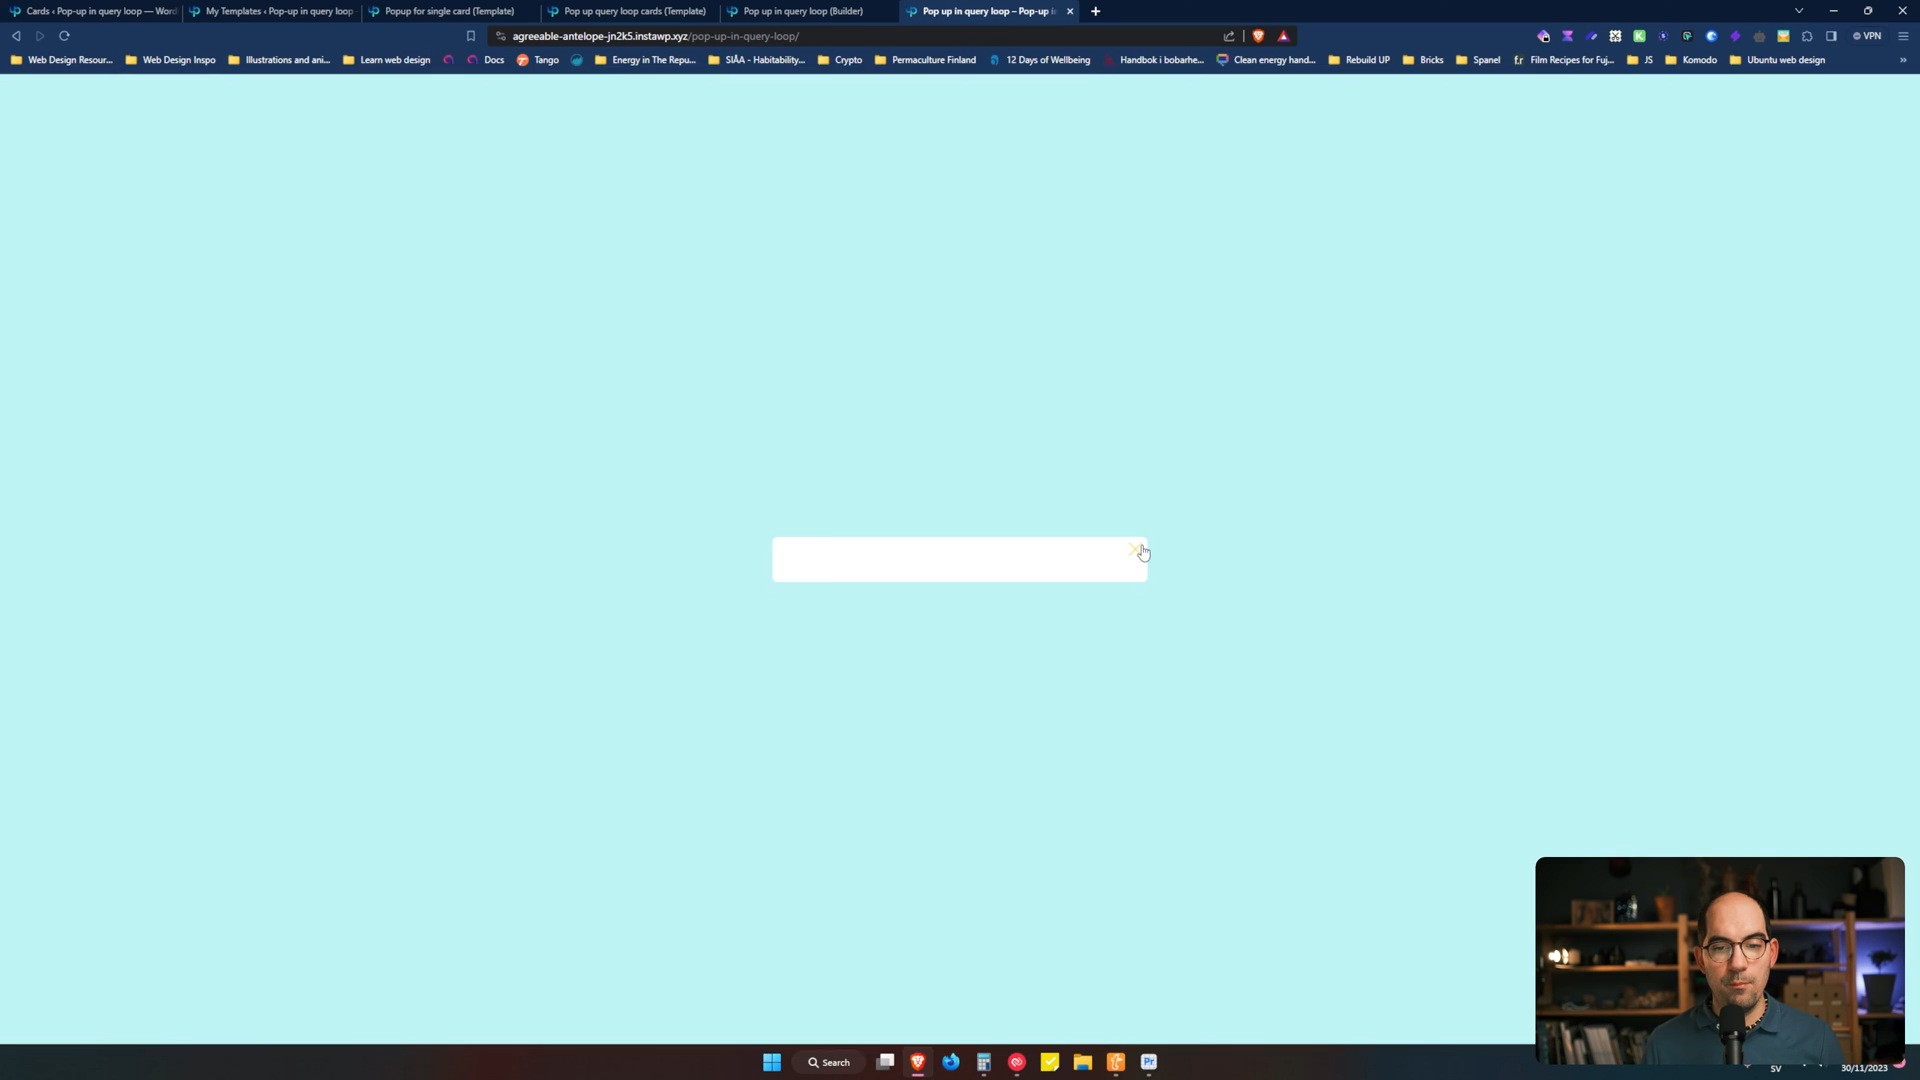 Cards ‹ Pop-up in query loop — Word
My Templates ‹ Pop-up in query loop
Popup for single card (Template)
Pop up query loop cards (Template)
Pop up in query loop (Builder)
Pop up in query loop – Pop-up i
agreeable-antelope-jn2k5.instawp.xyz/pop-up-in-query-loop/
VPN
Web Design Resour...
Web Design Inspo
Illustrations and ani...
Learn web design
Docs
Tango
Energy in The Repu...
SIÅA - Habitability...
Crypto
Permaculture Finland
12 Days of Wellbeing
Handbok i bobarhe...
Clean energy hand...
Rebuild UP
Bricks
Spanel
Film Recipes for Fuj...
JS
Komodo
Ubuntu web design
Search
Pr
SV
30/11/2023